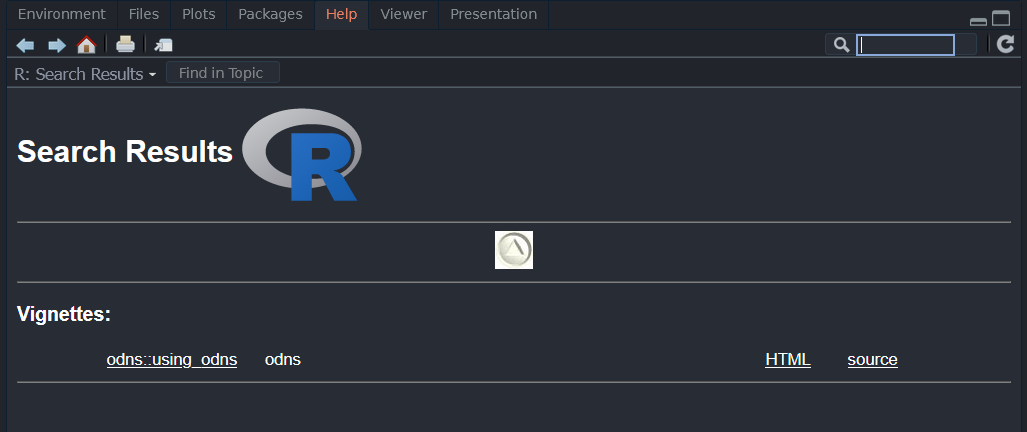 Environment Files Plots Packages Help Viewer Presentation
R: Search Results Find in Topic
Search Results R
Vignettes:
odns::using_odns odns HTML source